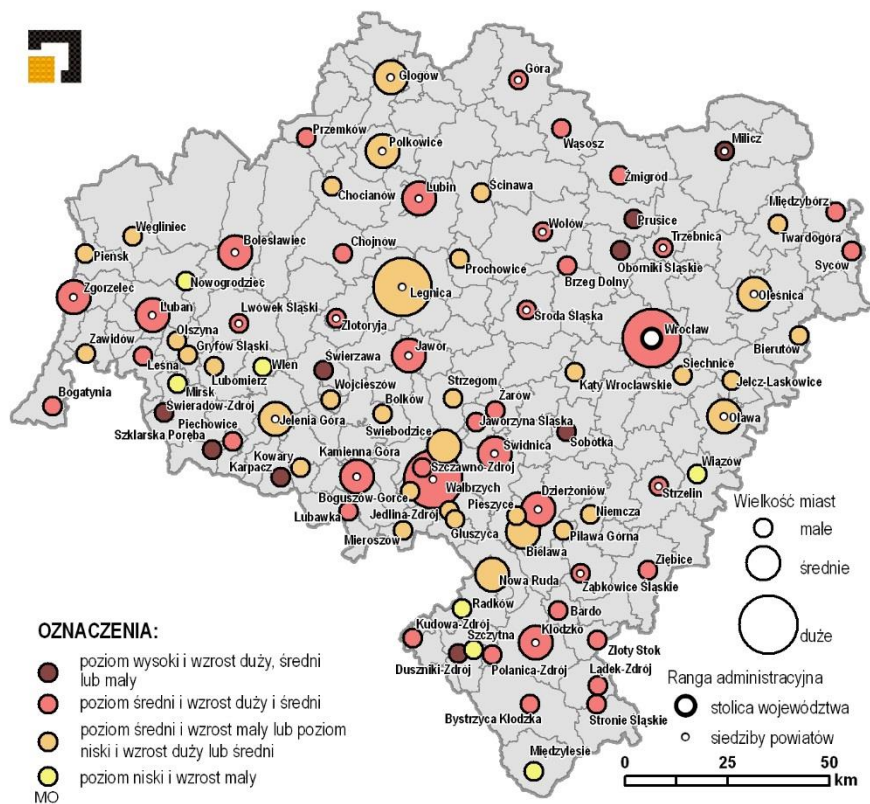 Głogów
Góra
Przemków
Wąsosz
Milicz
Polkowice
Żmigród
Chocianów
Lubin
Ścinawa
Międzybórz
Prusice
Węgliniec
Wołów
Trzebnica
Twardogóra
Bolesławiec
Chojnów
Pieńsk
Oborniki Śląskie
Syców
Prochowice
Brzeg Dolny
Nowogrodziec
Zgorzelec
Legnica
Oleśnica
Lubań
Lwówek Śląski
Złotoryja
Środa Śląska
Wrocław
Olszyna
Zawidów
Gryfów Śląski
Bierutów
Leśna
Jawor
Świerzawa
Siechnice
Lubomierz
Wleń
Kąty Wrocławskie
Jelcz-Laskowice
Mirsk
Wojcieszów
Strzegom
Bogatynia
Żarów
Świeradów-Zdrój
Bolków
Oława
Piechowice
Jelenia Góra
Jaworzyna Śląska
Świebodzice
Sobótka
Szklarska Poręba
Kowary
Kamienna Góra
Świdnica
Karpacz
Szczawno-Zdrój
Wiązów
Wałbrzych
Boguszów-Gorce
Dzierżoniów
Strzelin
Lubawka
Jedlina-Zdrój
Pieszyce
Niemcza
Mieroszów
Głuszyca
Piława Górna
Bielawa
Ziębice
Nowa Ruda
Ząbkowice Śląskie
Radków
Bardo
Kudowa-Zdrój
Szczytna
Kłodzko
Złoty Stok
Duszniki-Zdrój
Polanica-Zdrój
Lądek-Zdrój
Bystrzyca Kłodzka
Stronie Śląskie
Międzylesie
Wielkość miast
małe
średnie
duże
Ranga administracyjna
stolica województwa
siedziby powiatów
0 25 50
km
OZNACZENIA:
poziom wysoki i wzrost duży, średni
lub mały
poziom średni i wzrost duży i średni
poziom średni i wzrost mały lub poziom
niski i wzrost duży lub średni
poziom niski i wzrost mały
MO